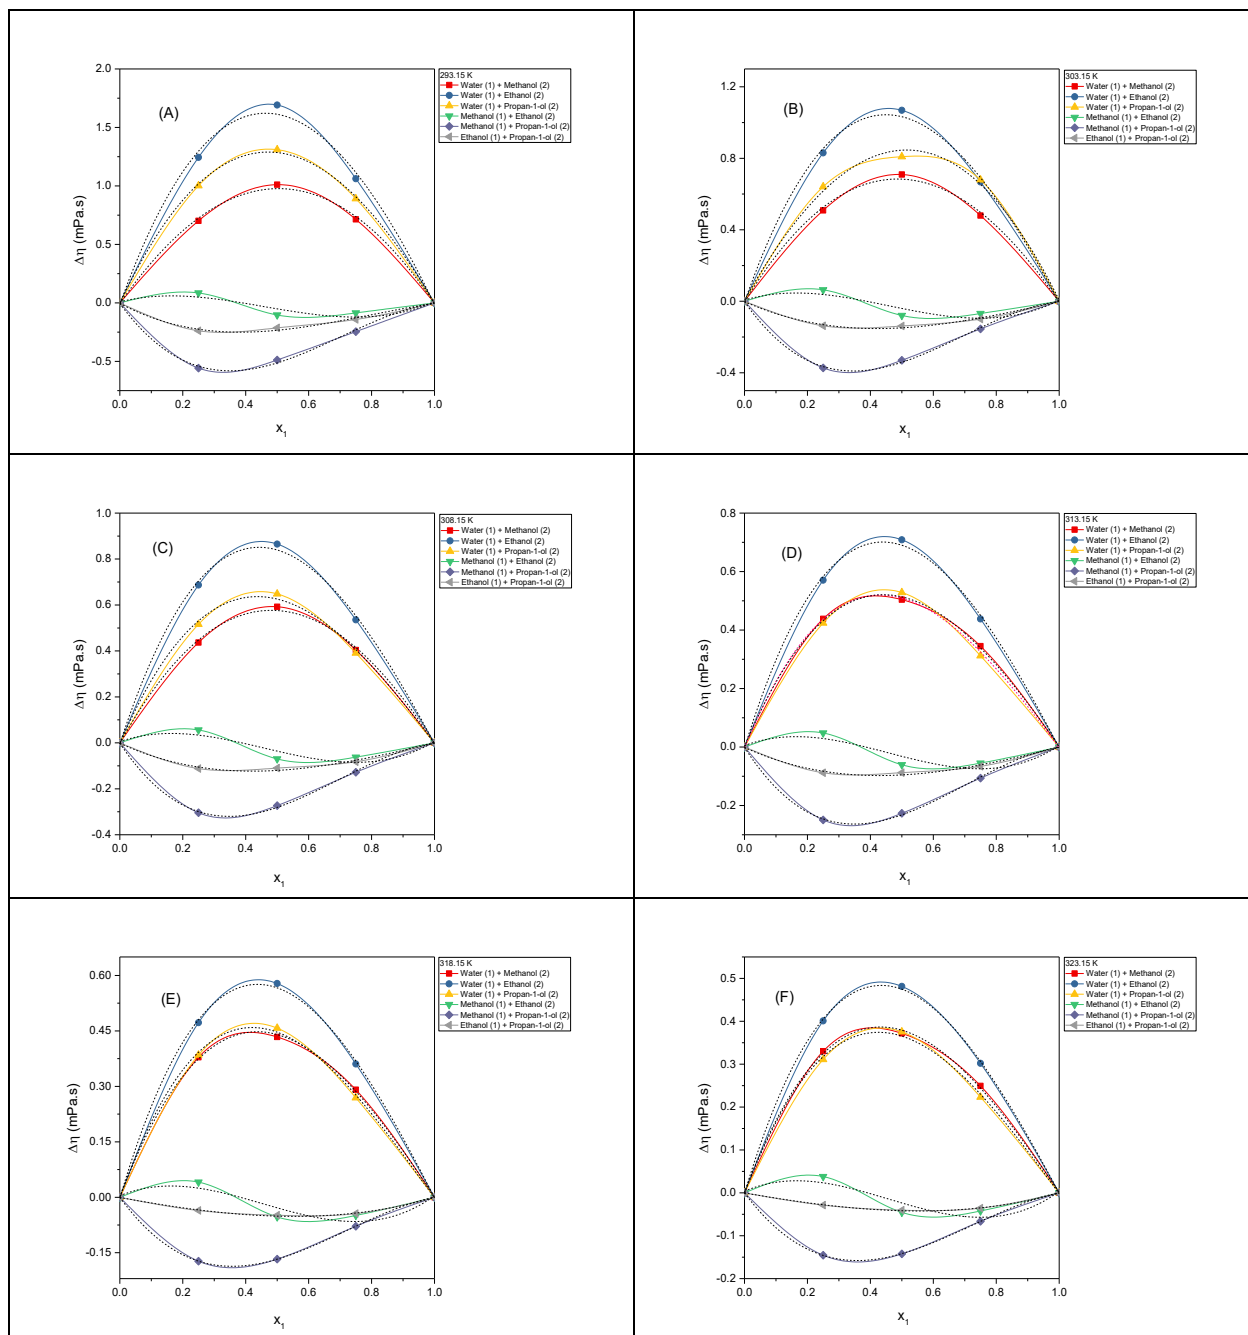 (A)
293.15 K
Water (1) + Methanol (2)
Water (1) + Ethanol (2)
Water (1) + Propan-1-ol (2)
Methanol (1) + Ethanol (2)
Methanol (1) + Propan-1-ol (2)
Ethanol (1) + Propan-1-ol (2)
2.0
1.5
1.0
0.5
0.0
-0.5
Δη (mPa.s)
0.0 0.2 0.4 0.6 0.8 1.0
x1
(B)
303.15 K
Water (1) + Methanol (2)
Water (1) + Ethanol (2)
Water (1) + Propan-1-ol (2)
Methanol (1) + Ethanol (2)
Methanol (1) + Propan-1-ol (2)
Ethanol (1) + Propan-1-ol (2)
1.2
0.8
0.4
0.0
-0.4
Δη (mPa.s)
0.0 0.2 0.4 0.6 0.8 1.0
x1
(C)
308.15 K
Water (1) + Methanol (2)
Water (1) + Ethanol (2)
Water (1) + Propan-1-ol (2)
Methanol (1) + Ethanol (2)
Methanol (1) + Propan-1-ol (2)
Ethanol (1) + Propan-1-ol (2)
1.0
0.8
0.6
0.4
0.2
0.0
-0.2
-0.4
Δη (mPa.s)
0.0 0.2 0.4 0.6 0.8 1.0
x1
(D)
313.15 K
Water (1) + Methanol (2)
Water (1) + Ethanol (2)
Water (1) + Propan-1-ol (2)
Methanol (1) + Ethanol (2)
Methanol (1) + Propan-1-ol (2)
Ethanol (1) + Propan-1-ol (2)
0.8
0.6
0.4
0.2
0.0
-0.2
Δη (mPa.s)
0.0 0.2 0.4 0.6 0.8 1.0
x1
(E)
318.15 K
Water (1) + Methanol (2)
Water (1) + Ethanol (2)
Water (1) + Propan-1-ol (2)
Methanol (1) + Ethanol (2)
Methanol (1) + Propan-1-ol (2)
Ethanol (1) + Propan-1-ol (2)
0.60
0.45
0.30
0.15
0.00
-0.15
Δη (mPa.s)
0.0 0.2 0.4 0.6 0.8 1.0
x1
(F)
323.15 K
Water (1) + Methanol (2)
Water (1) + Ethanol (2)
Water (1) + Propan-1-ol (2)
Methanol (1) + Ethanol (2)
Methanol (1) + Propan-1-ol (2)
Ethanol (1) + Propan-1-ol (2)
0.5
0.4
0.3
0.2
0.1
0.0
-0.1
-0.2
Δη (mPa.s)
0.0 0.2 0.4 0.6 0.8 1.0
x1